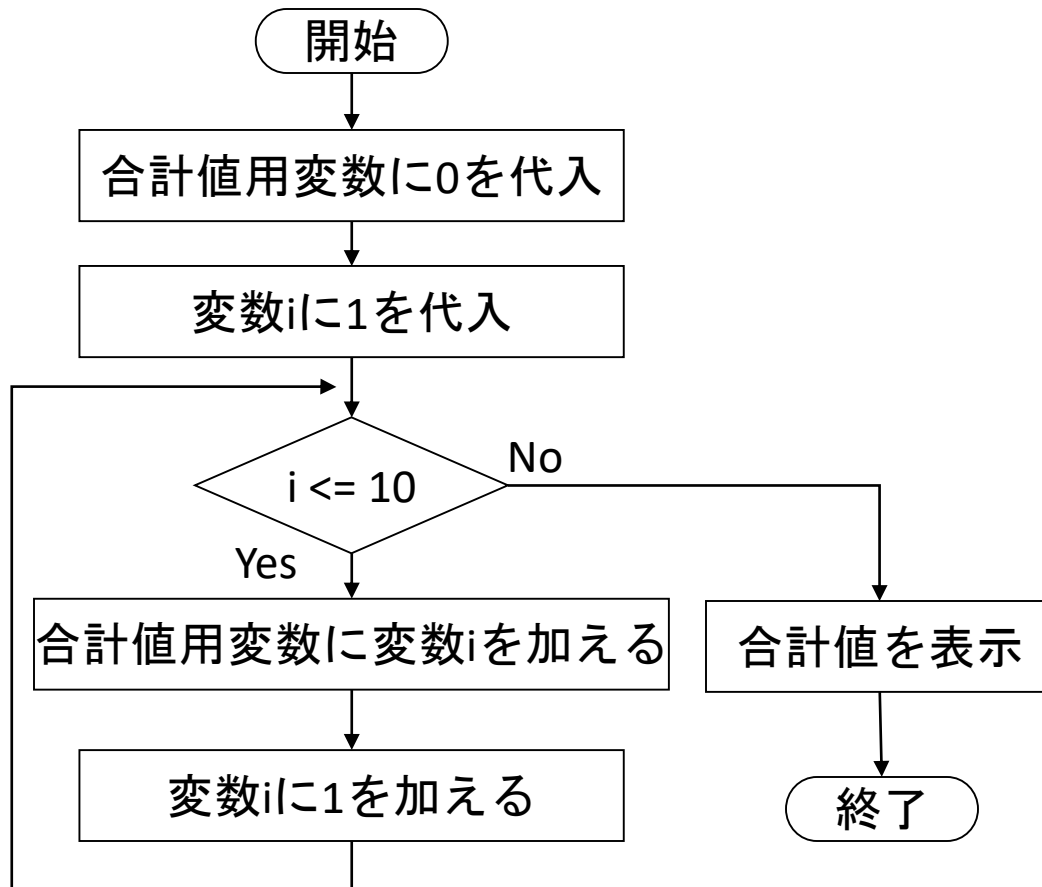 開始
合計値用変数に0を代入
変数iに1を代入
i <= 10
No
Yes
合計値用変数に変数iを加える
合計値を表示
変数iに1を加える
終了